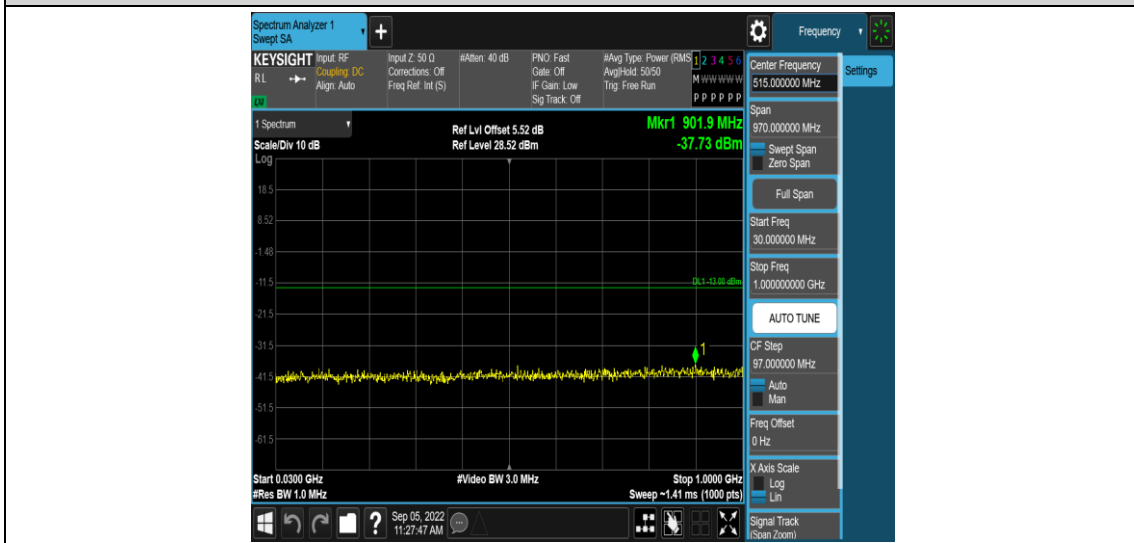 Spectrum Analyzer 1
Swept SA
+
Frequency
KEYSIGHT
RL
LXI
Input: RF
Coupling: DC
Align: Auto
Input Z: 50 Ω
Corrections: Off
Freq Ref: Int (S)
#Atten: 40 dB
PNO: Fast
Gate: Off
IF Gain: Low
Sig Track: Off
#Avg Type: Power (RMS
Avg|Hold: 50/50
Trig: Free Run
1 2 3 4 5 6
M W W W W W
P P P P P P
1 Spectrum
Scale/Div 10 dB
Ref Lvl Offset 5.52 dB
Ref Level 28.52 dBm
Mkr1 901.9 MHz
-37.73 dBm
Log
18.5
8.52
-1.48
-11.5
-21.5
-31.5
-41.5
-51.5
-61.5
DL1 -13.00 dBm
1
Start 0.0300 GHz
#Res BW 1.0 MHz
#Video BW 3.0 MHz
Stop 1.0000 GHz
Sweep ~1.41 ms (1000 pts)
?
Sep 05, 2022
11:27:47 AM
Center Frequency
515.000000 MHz
Settings
Span
970.000000 MHz
Swept Span
Zero Span
Full Span
Start Freq
30.000000 MHz
Stop Freq
1.000000000 GHz
AUTO TUNE
CF Step
97.000000 MHz
Auto
Man
Freq Offset
0 Hz
X Axis Scale
Log
Lin
Signal Track
(Span Zoom)